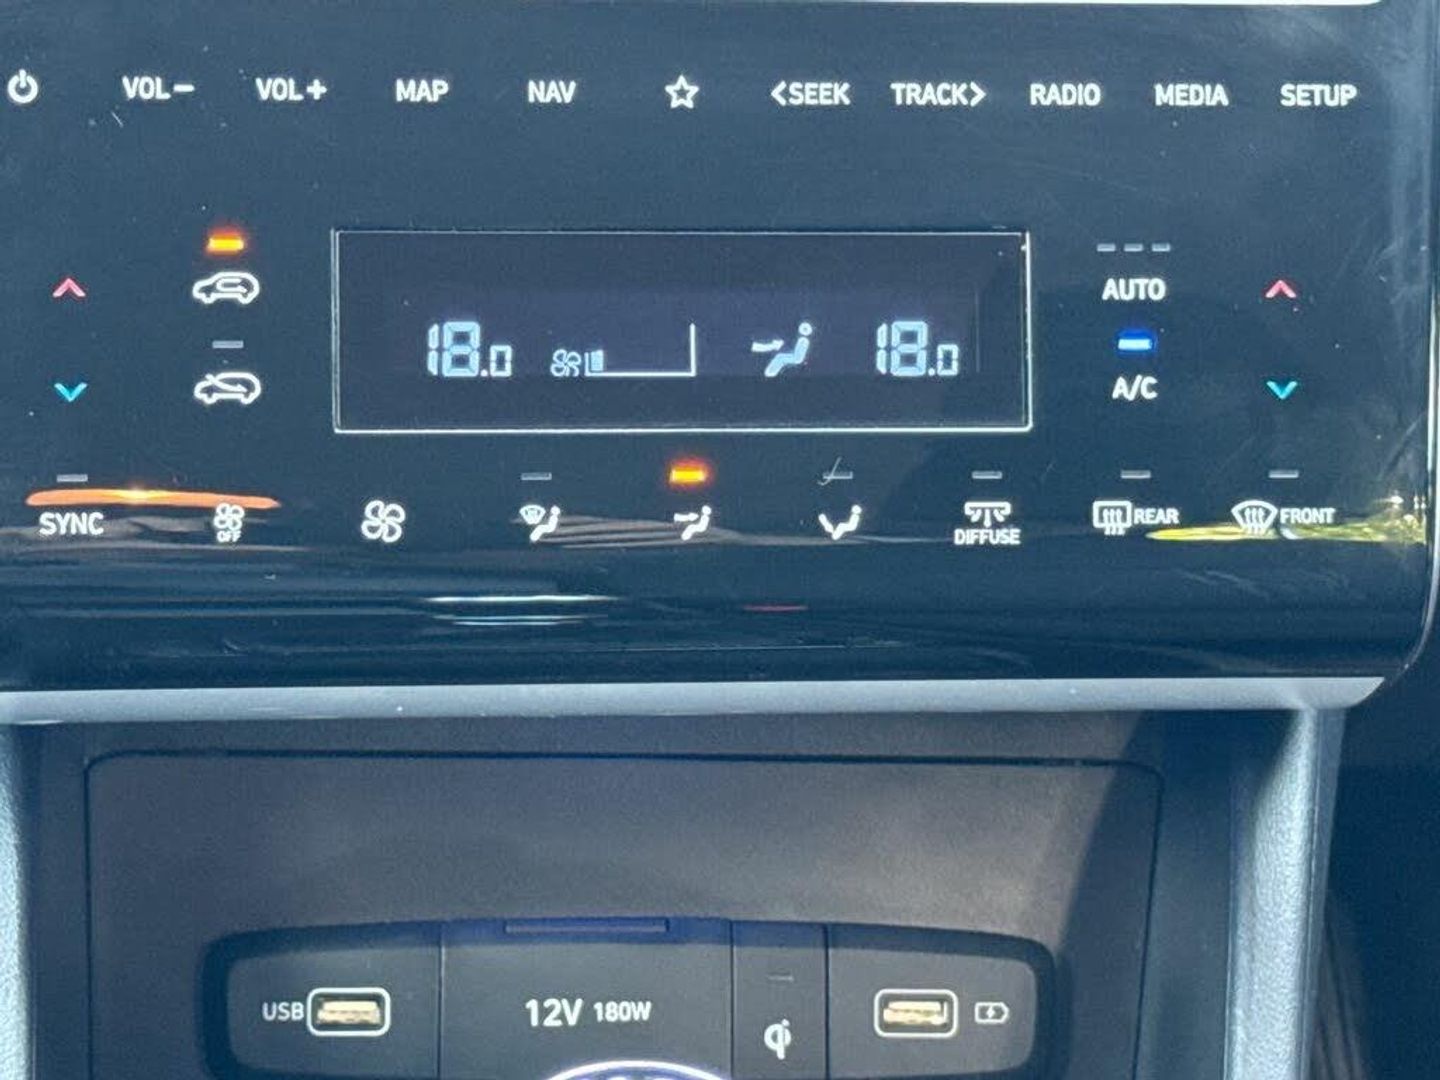 VOL− VOL+ MAP NAV <SEEK TRACK> RADIO MEDIA SETUP
18.0 18.0
AUTO
A/C
SYNC OFF DIFFUSE REAR FRONT
USB 12V 180W
qi